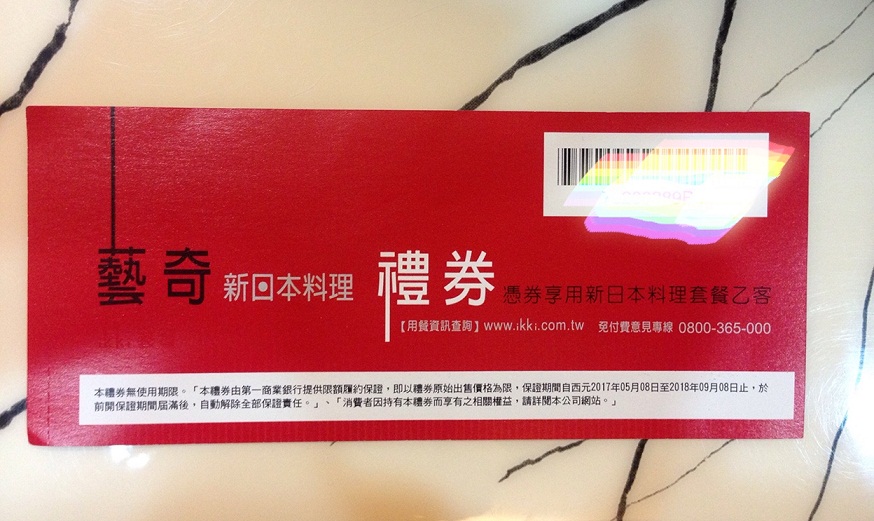 藝奇 新日本料理 禮券 憑券享用新日本料理套餐乙客
【用餐資訊查詢】www.ikki.com.tw 免付費意見專線 0800-365-000
本禮券無使用期限。「本禮券由第一商業銀行提供限額履約保證，即以禮券原始出售價格為限，保證期間自西元2017年05月08日至2018年09月08日止，於
前開保證期間屆滿後，自動解除全部保證責任。」、「消費者因持有本禮券而享有之相關權益，請詳閱本公司網站。」